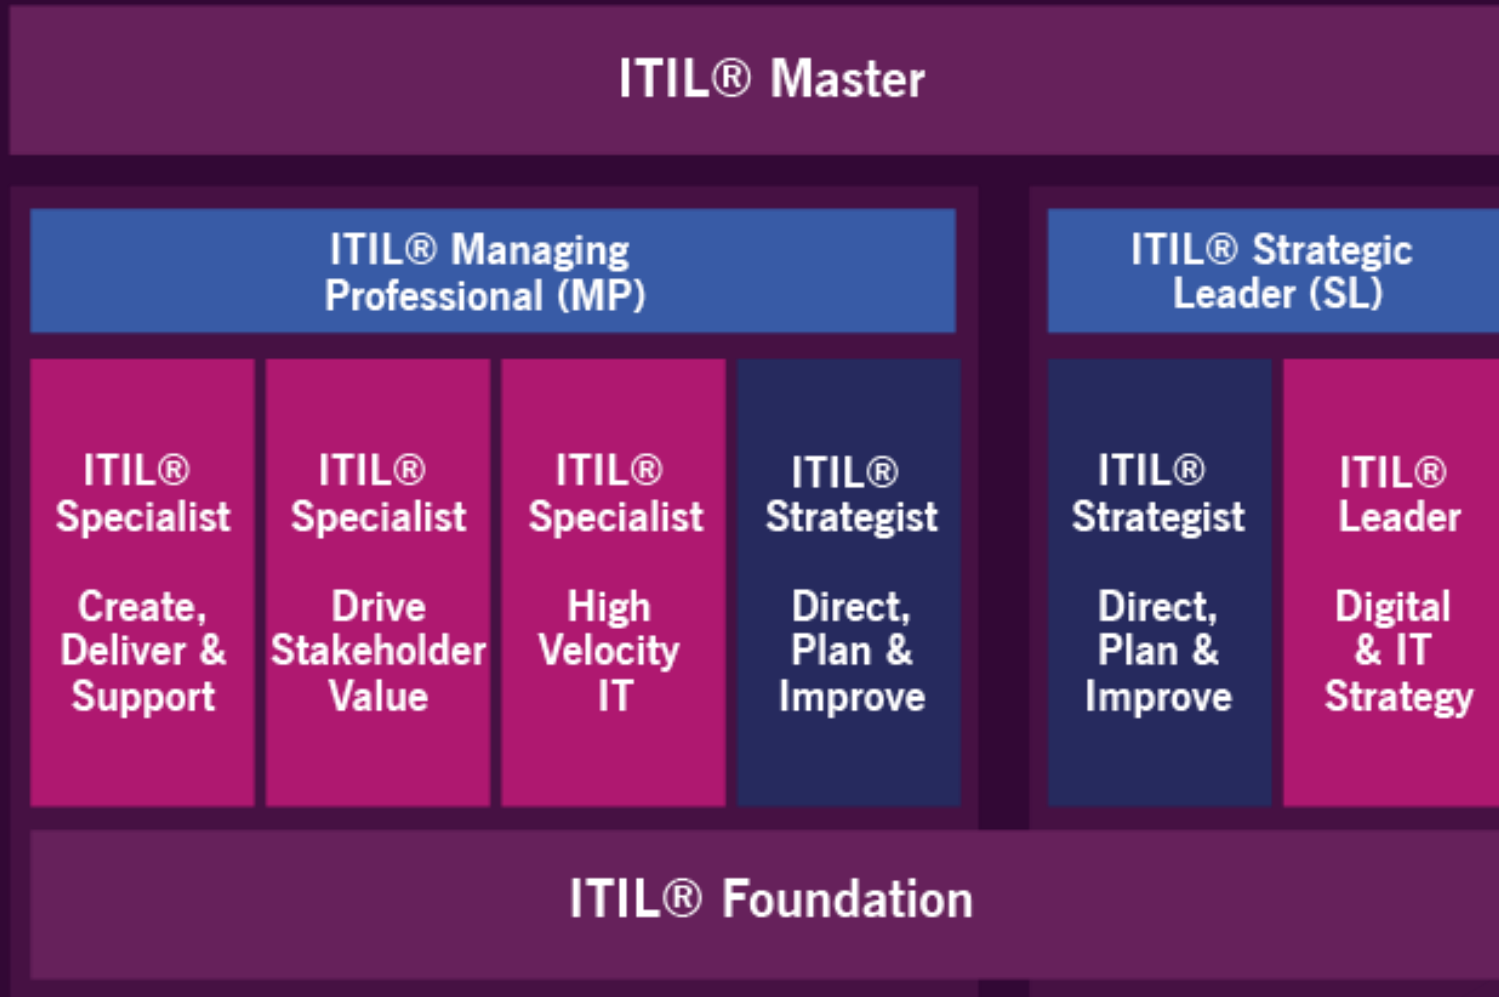 ITIL® Master
ITIL® Managing
Professional (MP)
ITIL® Strategic
Leader (SL)
ITIL®
Specialist
Create,
Deliver &
Support
ITIL®
Specialist
Drive
Stakeholder
Value
ITIL®
Specialist
High
Velocity
IT
ITIL®
Strategist
Direct,
Plan &
Improve
ITIL®
Strategist
Direct,
Plan &
Improve
ITIL®
Leader
Digital
& IT
Strategy
ITIL® Foundation